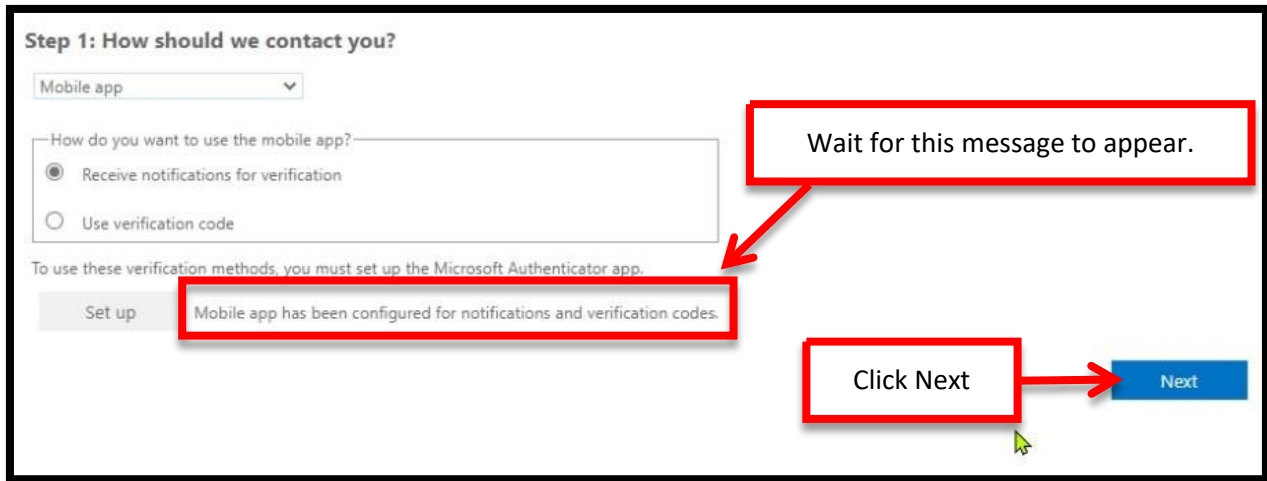 Step 1: How should we contact you?
Mobile app
How do you want to use the mobile app?
Wait for this message to appear.
Receive notifications for verification
Use verification code
To use these verification methods, you must set up the Microsoft Authenticator app.
Set up
Mobile app has been configured for notifications and verification codes.
Click Next
Next